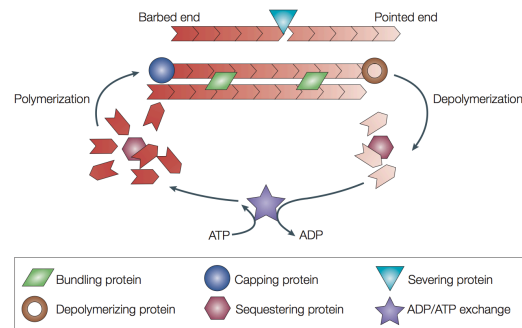 Barbed end
Pointed end
Polymerization
Depolymerization
ATP
ADP
Bundling protein
Capping protein
Severing protein
Depolymerizing protein
Sequestering protein
ADP/ATP exchange